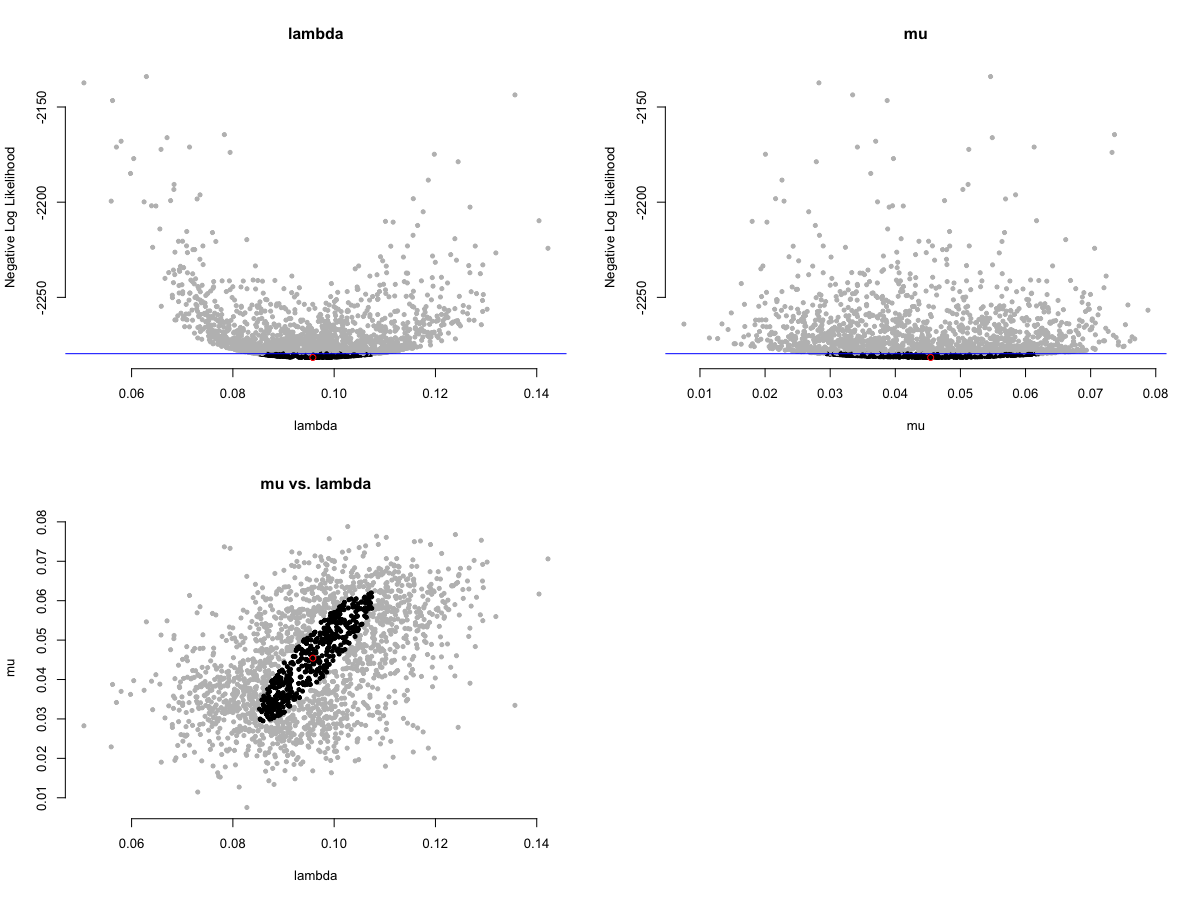 lambda
Negative Log Likelihood
-2150
-2200
-2250
0.06 0.08 0.10 0.12 0.14
lambda
mu
Negative Log Likelihood
-2150
-2200
-2250
0.01 0.02 0.03 0.04 0.05 0.06 0.07 0.08
mu
mu vs. lambda
mu
0.08
0.07
0.06
0.05
0.04
0.03
0.02
0.01
0.06 0.08 0.10 0.12 0.14
lambda